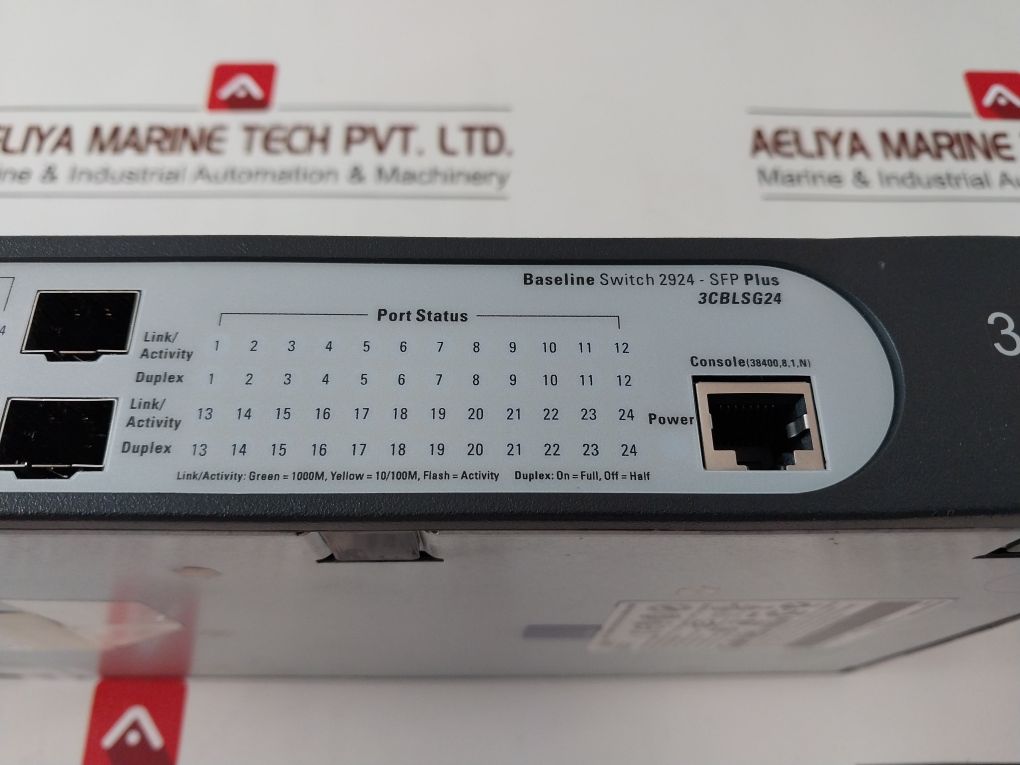 AELIYA MARINE TECH PVT. LTD.
Marine & Industrial Automation & Machinery
AELIYA MARINE
Marine & Industrial
Baseline Switch 2924 - SFP Plus
3CBLSG24
Port Status
Link/
Activity 1 2 3 4 5 6 7 8 9 10 11 12
Duplex 1 2 3 4 5 6 7 8 9 10 11 12
Link/
Activity 13 14 15 16 17 18 19 20 21 22 23 24
Duplex 13 14 15 16 17 18 19 20 21 22 23 24
Link/Activity: Green = 1000M, Yellow = 10/100M, Flash = Activity Duplex: On = Full, Off = Half
Console(38400,8,1,N)
Power
3
4